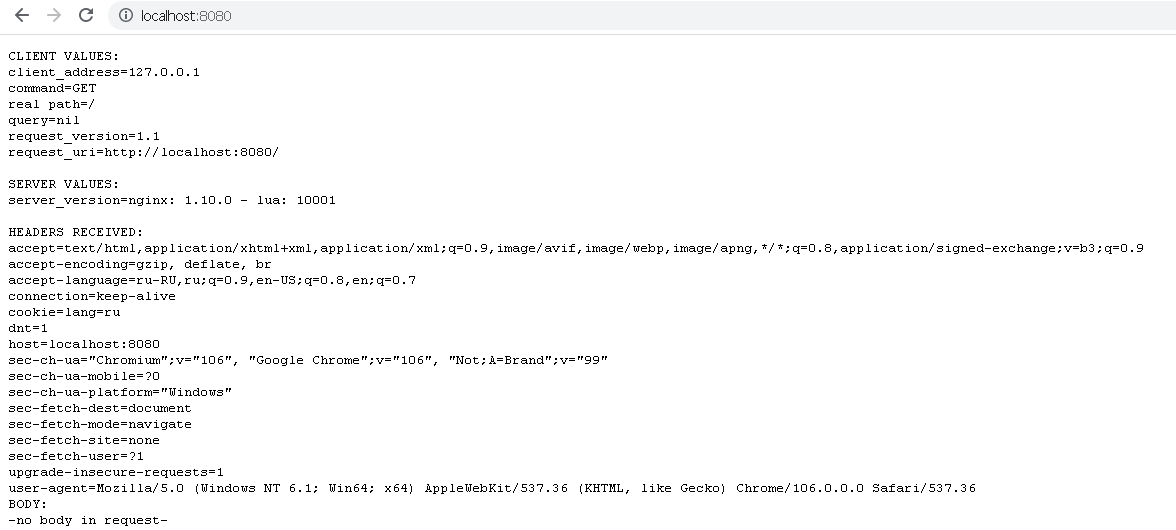 localhost:8080
CLIENT VALUES:
client_address=127.0.0.1
command=GET
real path=/
query=nil
request_version=1.1
request_uri=http://localhost:8080/
SERVER VALUES:
server_version=nginx: 1.10.0 - lua: 10001
HEADERS RECEIVED:
accept=text/html,application/xhtml+xml,application/xml;q=0.9,image/avif,image/webp,image/apng,*/*;q=0.8,application/signed-exchange;v=b3;q=0.9
accept-encoding=gzip, deflate, br
accept-language=ru-RU,ru;q=0.9,en-US;q=0.8,en;q=0.7
connection=keep-alive
cookie=lang=ru
dnt=1
host=localhost:8080
sec-ch-ua="Chromium";v="106", "Google Chrome";v="106", "Not;A=Brand";v="99"
sec-ch-ua-mobile=?0
sec-ch-ua-platform="Windows"
sec-fetch-dest=document
sec-fetch-mode=navigate
sec-fetch-site=none
sec-fetch-user=?1
upgrade-insecure-requests=1
user-agent=Mozilla/5.0 (Windows NT 6.1; Win64; x64) AppleWebKit/537.36 (KHTML, like Gecko) Chrome/106.0.0.0 Safari/537.36
BODY:
-no body in request-